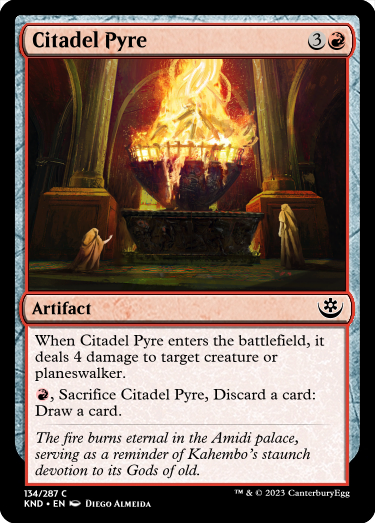 Citadel Pyre 3
Artifact
When Citadel Pyre enters the battlefield, it
deals 4 damage to target creature or
planeswalker.
, Sacrifice Citadel Pyre, Discard a card:
Draw a card.
The fire burns eternal in the Amidi palace,
serving as a reminder of Kahembo's staunch
devotion to its Gods of old.
134/287 C
KND • EN Diego Almeida
™ & © 2023 CanterburyEgg